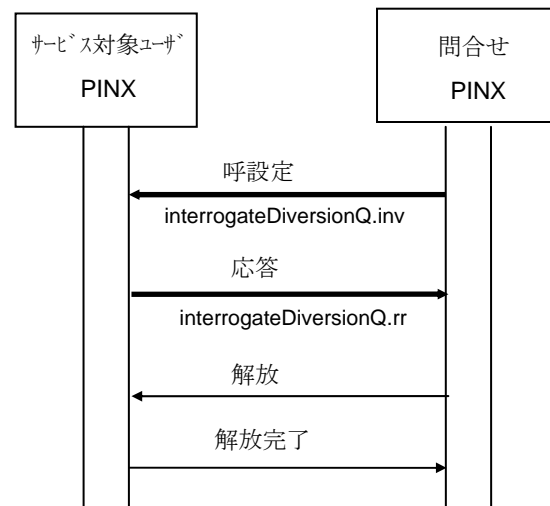 ｻｰﾋﾞｽ対象ﾕｰｻﾞ
PINX
問合せ
PINX
呼設定
interrogateDiversionQ.inv
応答
interrogateDiversionQ.rr
解放
解放完了